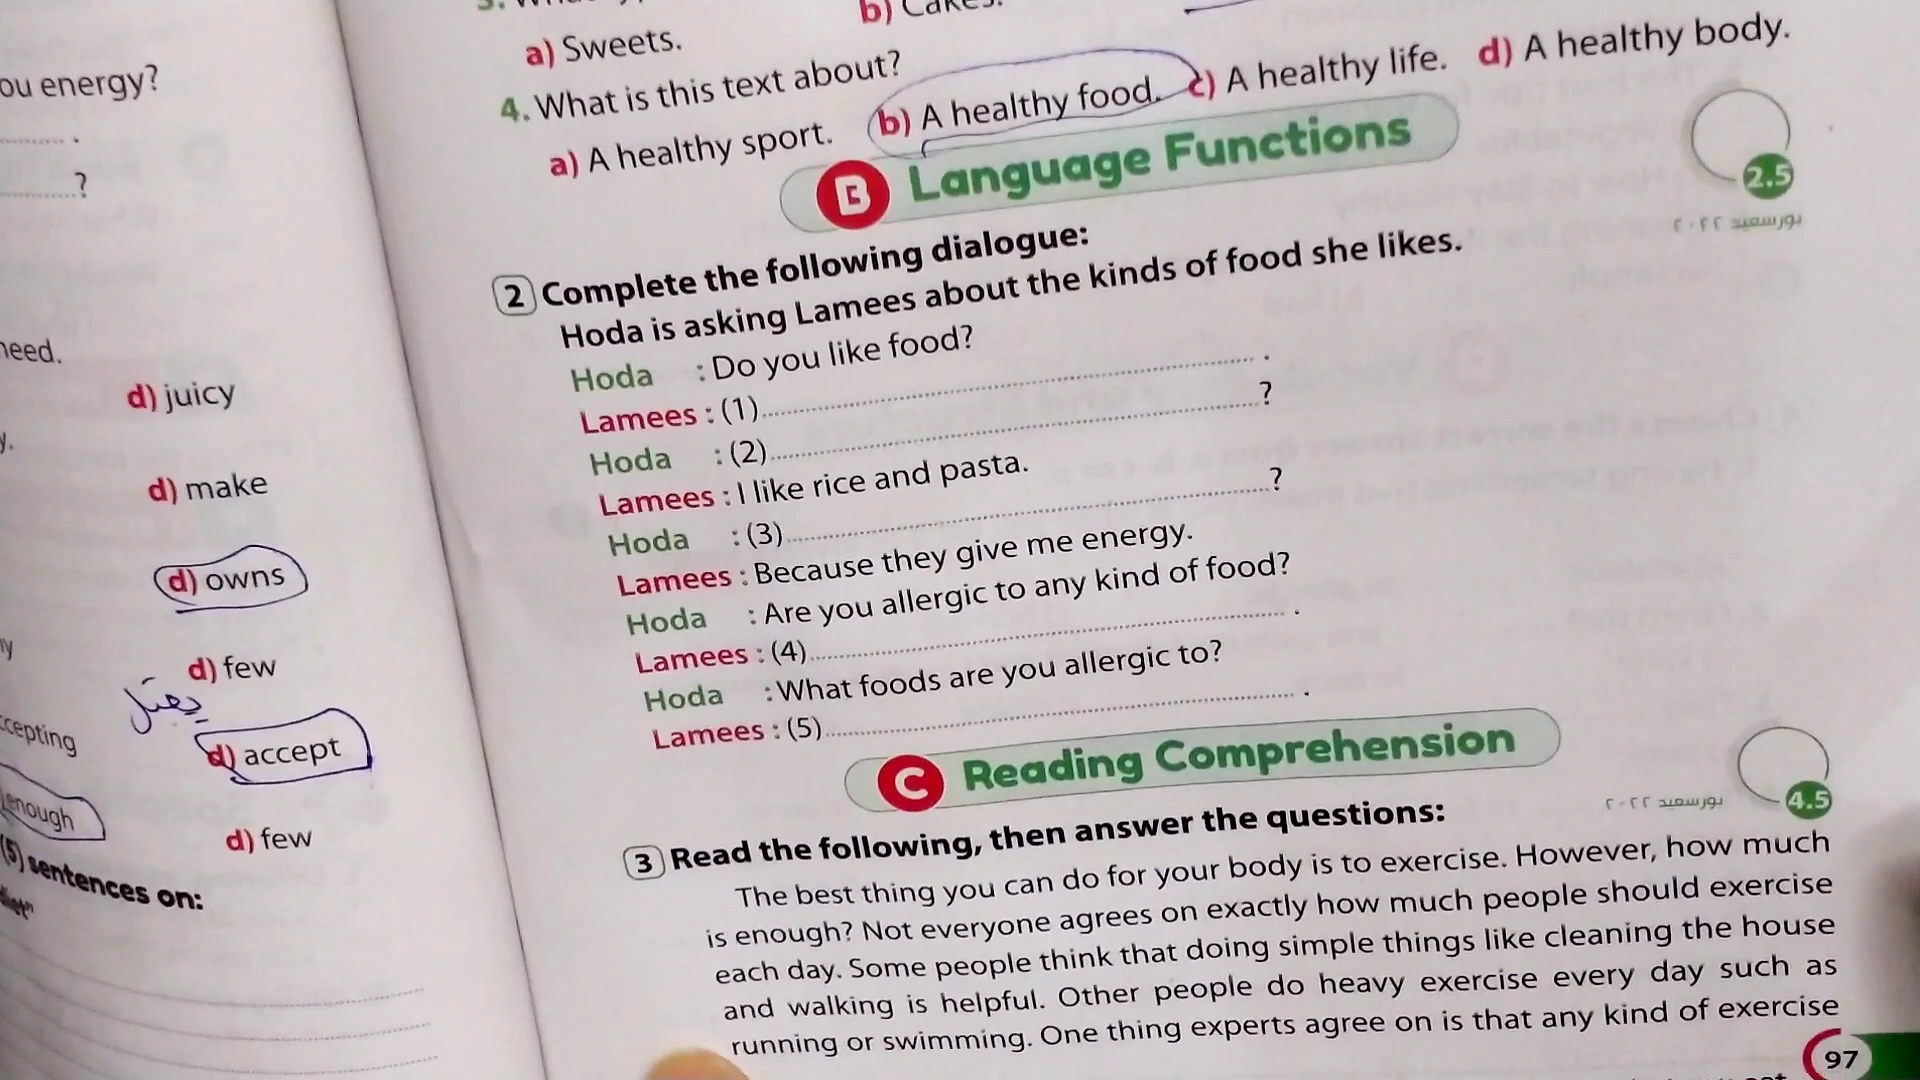 ou energy?
?
need.
d) juicy
y.
d) make
d) owns
d) few
يقبل
ccepting
d) accept
enough
d) few
(5) sentences on:
diet"
b) Cakes.
a) Sweets.
4. What is this text about?
a) A healthy sport. b) A healthy food. c) A healthy life. d) A healthy body.
B Language Functions
2.5
بورسعيد ٢٠٢٢
2 Complete the following dialogue:
Hoda is asking Lamees about the kinds of food she likes.
Hoda : Do you like food?
Lamees : (1) .
Hoda : (2) ?
Lamees : I like rice and pasta.
Hoda : (3) ?
Lamees : Because they give me energy.
Hoda : Are you allergic to any kind of food?
Lamees : (4) .
Hoda : What foods are you allergic to?
Lamees : (5) .
C Reading Comprehension
4.5
بورسعيد ٢٠٢٢
3 Read the following, then answer the questions:
The best thing you can do for your body is to exercise. However, how much
is enough? Not everyone agrees on exactly how much people should exercise
each day. Some people think that doing simple things like cleaning the house
and walking is helpful. Other people do heavy exercise every day such as
running or swimming. One thing experts agree on is that any kind of exercise
97